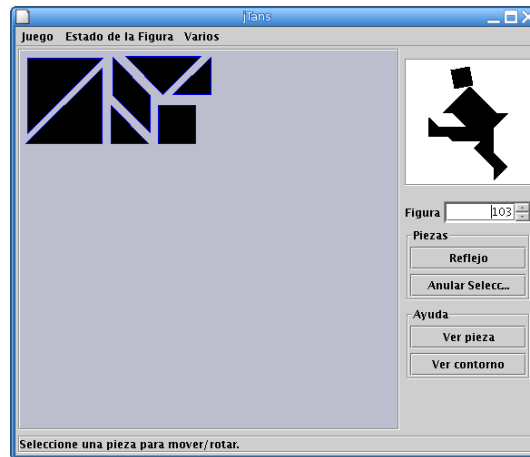 jTans
Juego Estado de la Figura Varios
Figura 103
Piezas
Reflejo
Anular Selecc...
Ayuda
Ver pieza
Ver contorno
Seleccione una pieza para mover/rotar.